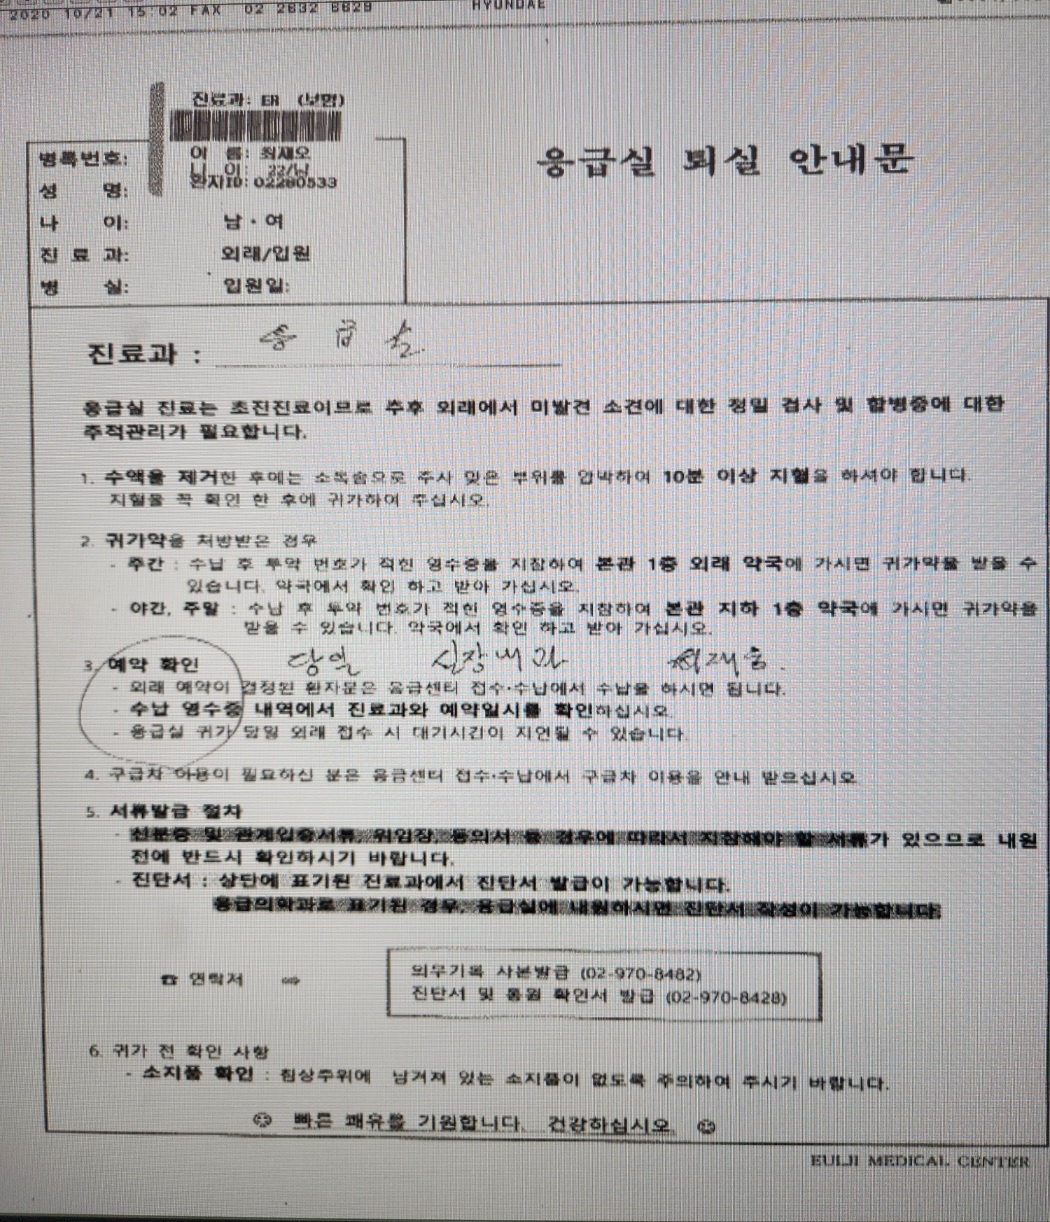 2020 10/21 15:02 FAX 02 2832 8828 HYUNDAE
진료과: ER (보험)
병록번호:
이 름: 최재오
나 이: 22/남
성 명:
환자ID: 02280533
응급실 퇴실 안내문
나 이: 남 · 여
진 료 과: 외래/입원
병 실: 입원일:
진료과 : 응급실
응급실 진료는 초진진료이므로 추후 외래에서 미발견 소견에 대한 정밀 검사 및 합병증에 대한
추적관리가 필요합니다.
1. 수액을 제거한 후에는 소독솜으로 주사 맞은 부위를 압박하여 10분 이상 지혈을 하셔야 합니다.
지혈을 꼭 확인 한 후에 귀가하여 주십시오.
2. 귀가약을 처방받은 경우
- 주간 : 수납 후 투약 번호가 적힌 영수증을 지참하여 본관 1층 외래 약국에 가시면 귀가약을 받을 수
있습니다. 약국에서 확인 하고 받아 가십시오.
- 야간, 주말 : 수납 후 투약 번호가 적힌 영수증을 지참하여 본관 지하 1층 약국에 가시면 귀가약을
받을 수 있습니다. 약국에서 확인 하고 받아 가십시오.
3. 예약 확인 당일 심장내과
- 외래 예약이 결정된 환자분은 응급센터 접수·수납에서 수납을 하시면 됩니다.
- 수납 영수증 내역에서 진료과와 예약일시를 확인하십시오.
- 응급실 귀가 당일 외래 접수 시 대기시간이 지연될 수 있습니다.
4. 구급차 이용이 필요하신 분은 응급센터 접수·수납에서 구급차 이용을 안내 받으십시오
5. 서류발급 절차
- 신분증 및 관계입증서류, 위임장, 동의서 등 경우에 따라서 지참해야 할 서류가 있으므로 내원
전에 반드시 확인하시기 바랍니다.
- 진단서 : 상단에 표기된 진료과에서 진단서 발급이 가능합니다.
응급의학과로 표기된 경우, 응급실에 내원하시면 진단서 작성이 가능합니다.
☎ 연락처 ⇨
의무기록 사본발급 (02-970-8482)
진단서 및 통원 확인서 발급 (02-970-8428)
6. 귀가 전 확인 사항
- 소지품 확인 : 침상주위에 남겨져 있는 소지품이 없도록 주의하여 주시기 바랍니다.
☺ 빠른 쾌유를 기원합니다. 건강하십시오. ☺
EULJI MEDICAL CENTER